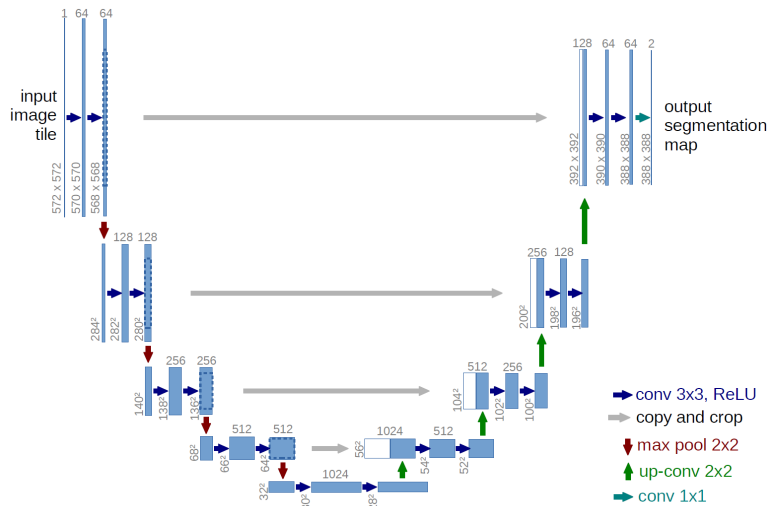 1 64 64
128 64 64 2
input
image
tile
output
segmentation
map
572 x 572
570 x 570
568 x 568
392 x 392
390 x 390
388 x 388
388 x 388
128 128
256 128
284²
282²
280²
200²
198²
196²
256 256
512 256
140²
138²
136²
104²
102²
100²
512 512
1024 512
68²
66²
64²
56²
54²
52²
1024
32²
conv 3x3, ReLU
copy and crop
max pool 2x2
up-conv 2x2
conv 1x1